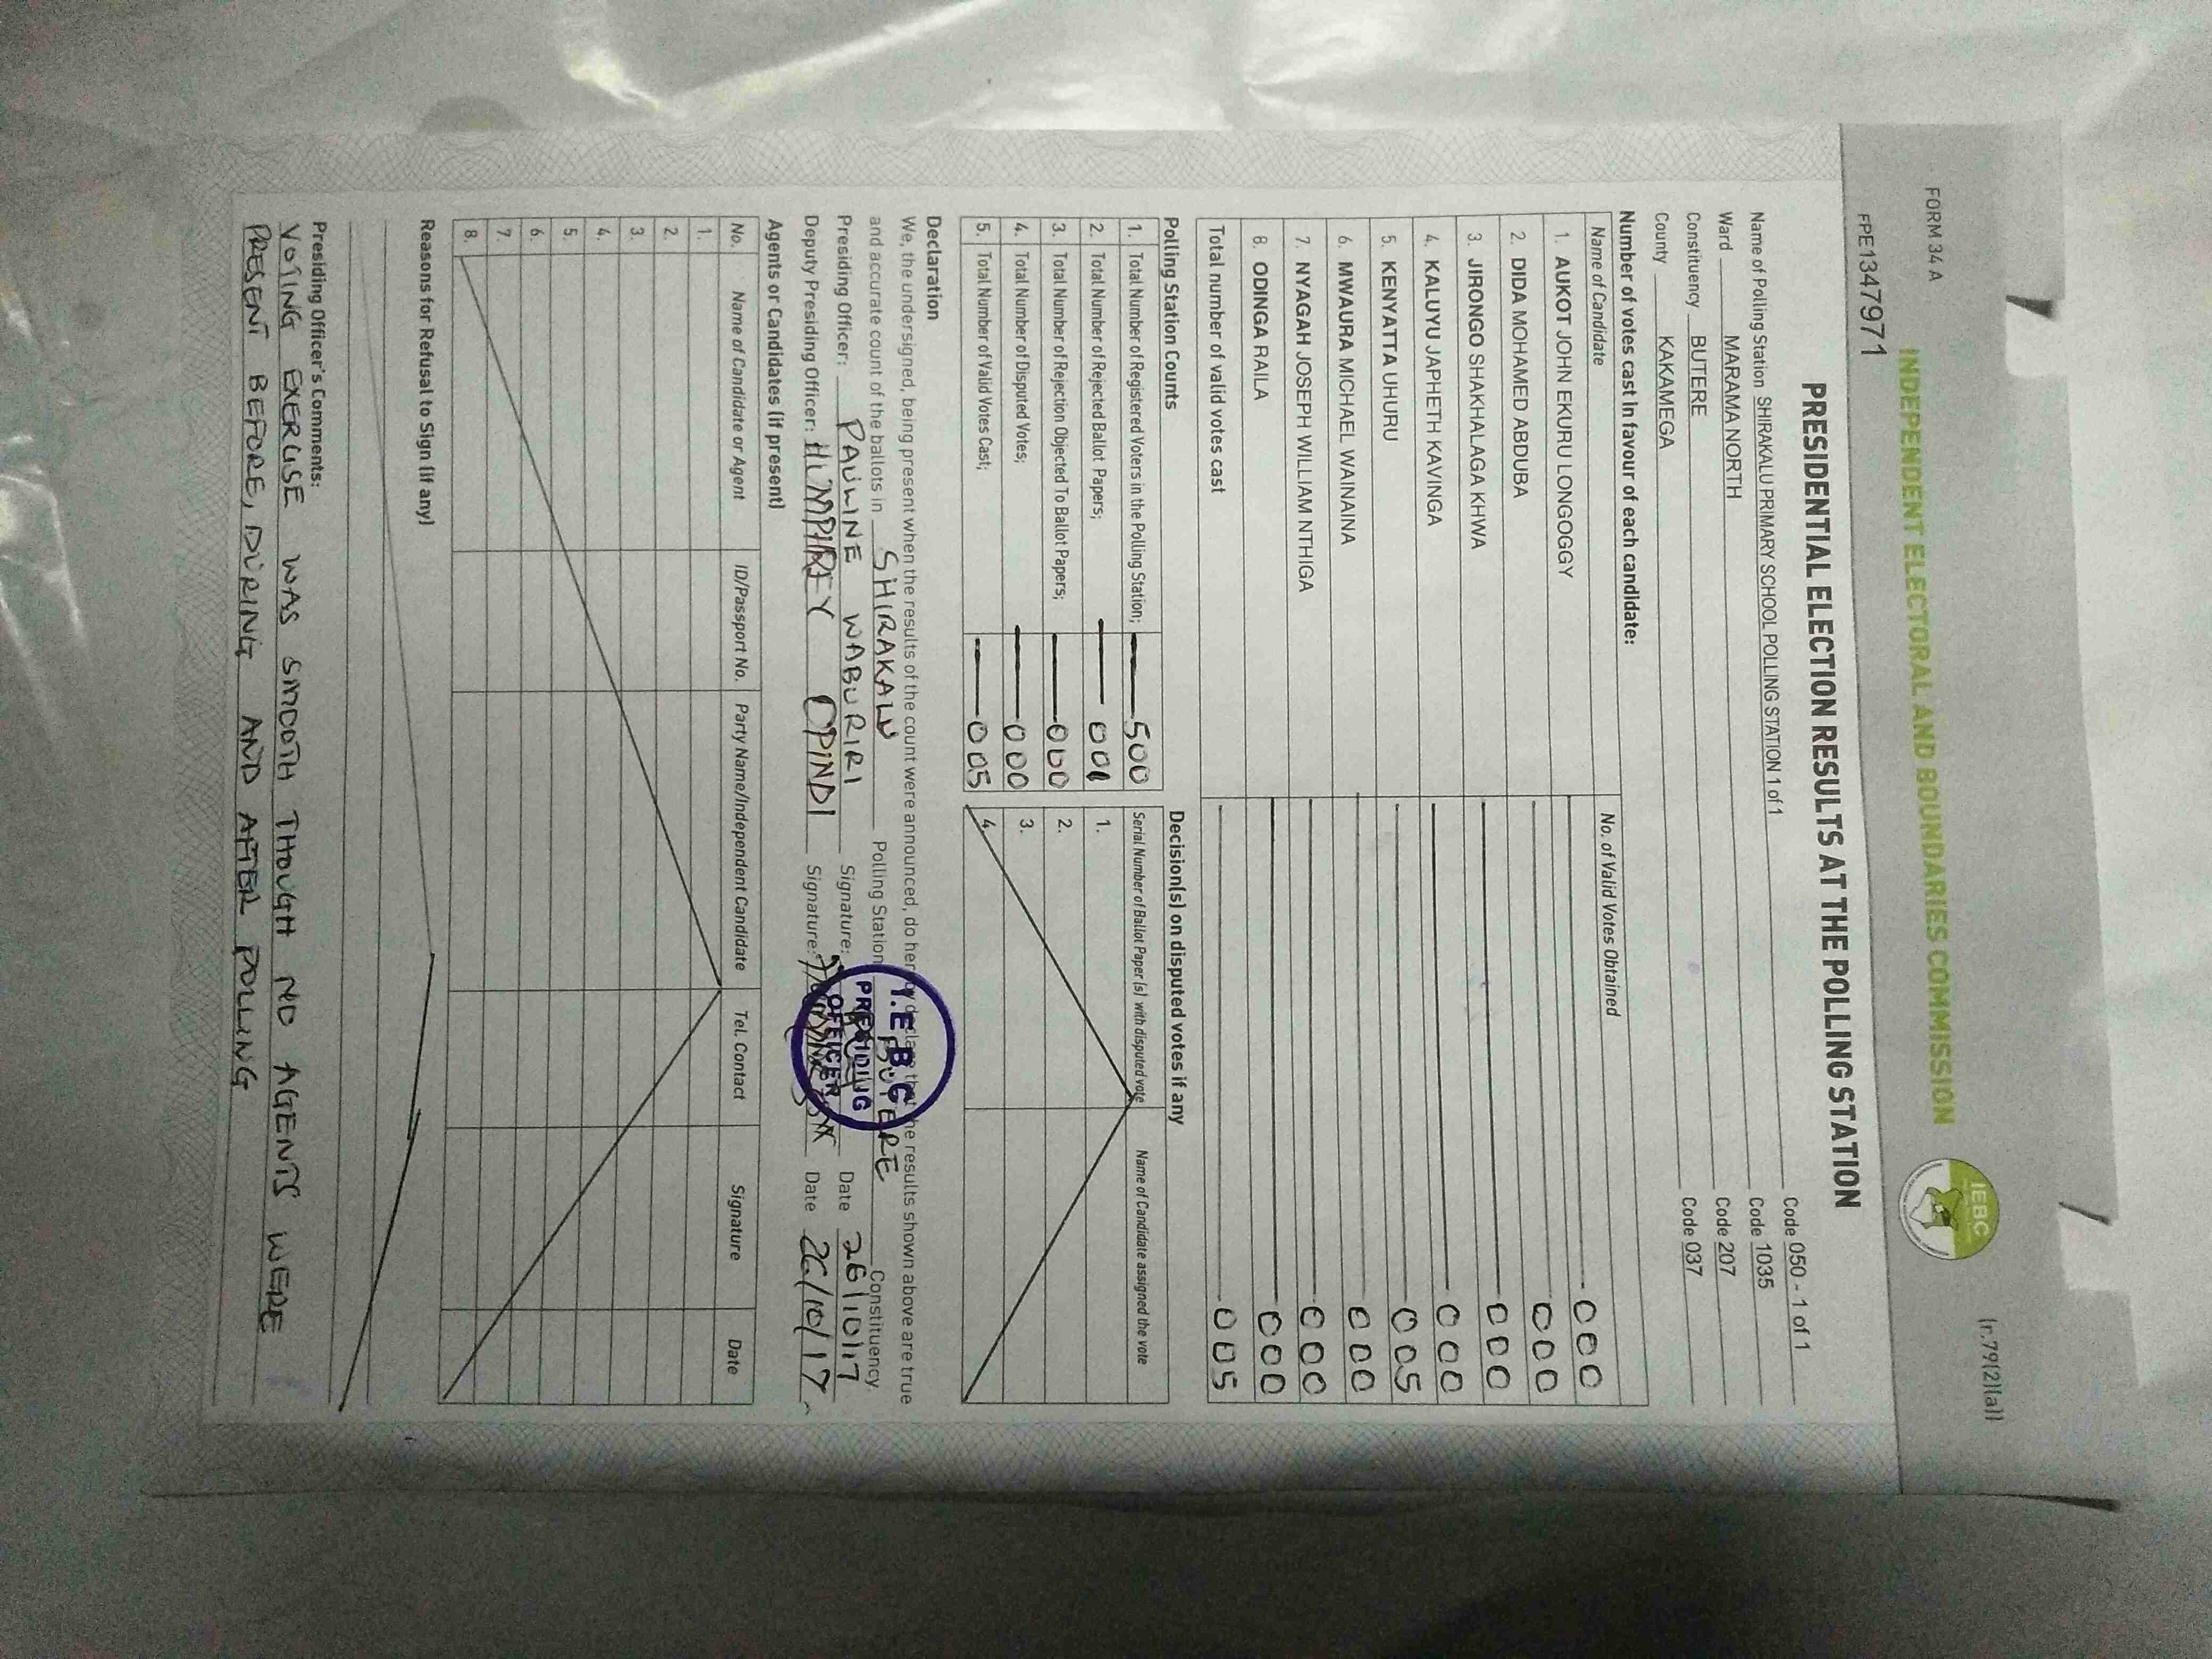 FORM 34 A
(r.79(2)(a))
INDEPENDENT ELECTORAL AND BOUNDARIES COMMISSION
IEBC
FPE1347971
PRESIDENTIAL ELECTION RESULTS AT THE POLLING STATION
Code 050 - 1 of 1
Name of Polling Station SHIRAKALU PRIMARY SCHOOL POLLING STATION 1 of 1 Code 1035
Ward MARAMA NORTH Code 207
Constituency BUTERE Code 037
County KAKAMEGA
Number of votes cast in favour of each candidate:
Name of Candidate No. of Valid Votes Obtained
1. AUKOT JOHN EKURU LONGOGGY 000
2. DIDA MOHAMED ABDUBA 000
3. JIRONGO SHAKHALAGA KHWA 000
4. KALUYU JAPHETH KAVINGA 000
5. KENYATTA UHURU 005
6. MWAURA MICHAEL WAINAINA 000
7. NYAGAH JOSEPH WILLIAM NTHIGA 000
8. ODINGA RAILA 000
Total number of valid votes cast 005
Polling Station Counts
1. Total Number of Registered Voters in the Polling Station; 500
2. Total Number of Rejected Ballot Papers; 001
3. Total Number of Rejection Objected To Ballot Papers; 000
4. Total Number of Disputed Votes; 000
5. Total Number of Valid Votes Cast; 005
Decision(s) on disputed votes if any
Serial Number of Ballot Paper (s) with disputed vote Name of Candidate assigned the vote
1.
2.
3.
4.
Declaration
We, the undersigned, being present when the results of the count were announced, do hereby declare that the results shown above are true
and accurate count of the ballots in SHIRAKALU Polling Station BUTERE Constituency.
Presiding Officer: PAULINE WABURIRI Signature: Date 26/10/17
Deputy Presiding Officer: HUMPHREY OPINDI Signature: Date 26/10/17
I.E.B.C
PRESIDING
OFFICER
Agents or Candidates (if present)
No. Name of Candidate or Agent ID/Passport No. Party Name/Independent Candidate Tel. Contact Signature Date
1.
2.
3.
4.
5.
6.
7.
8.
Reasons for Refusal to Sign (if any)
Presiding Officer's Comments:
VOTING EXERCISE WAS SMOOTH THOUGH NO AGENTS WERE
PRESENT BEFORE, DURING AND AFTER POLLING